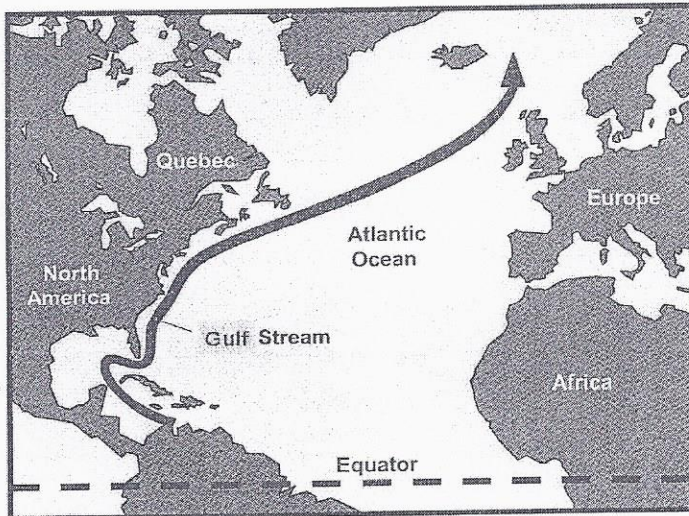 Quebec
Europe
Atlantic
Ocean
North
America
Gulf Stream
Africa
Equator